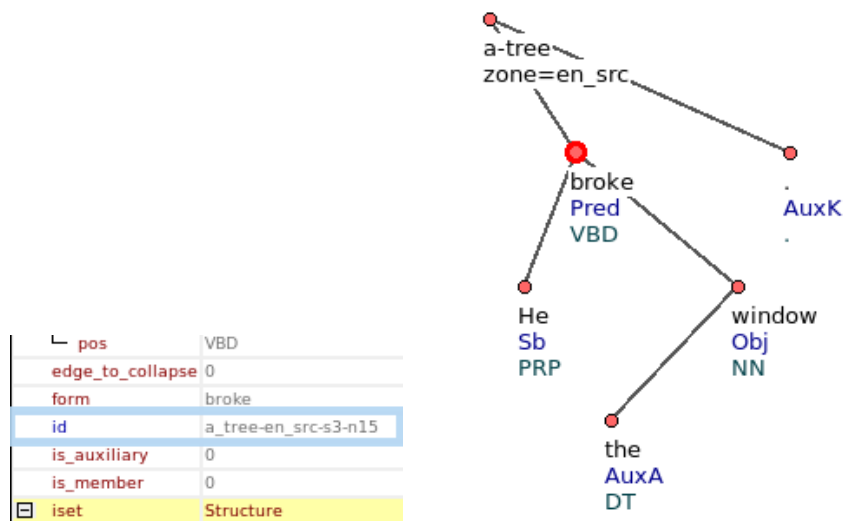 pos VBD
edge_to_collapse 0
form broke
id a_tree-en_src-s3-n15
is_auxiliary 0
is_member 0
iset Structure
a-tree
zone=en_src
broke
Pred
VBD
.
AuxK
.
He
Sb
PRP
window
Obj
NN
the
AuxA
DT